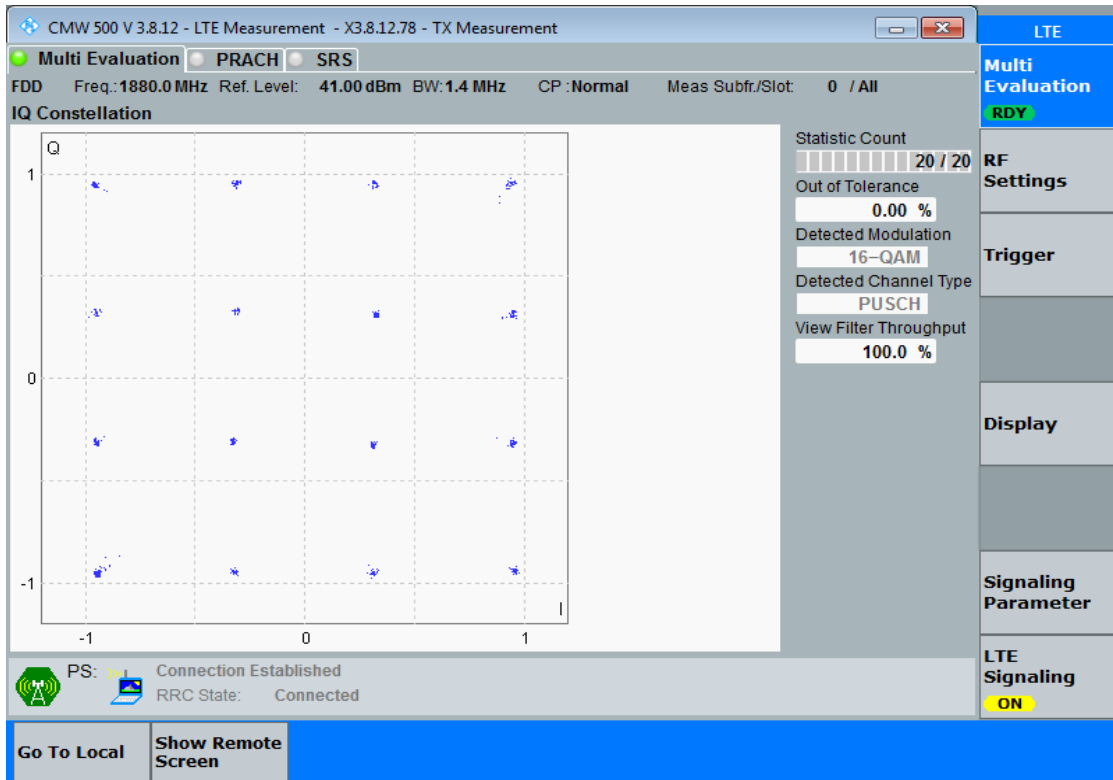 CMW 500 V 3.8.12 - LTE Measurement - X3.8.12.78 - TX Measurement
LTE
Multi Evaluation PRACH SRS
Multi
Evaluation
RDY
FDD Freq.:1880.0 MHz Ref. Level: 41.00 dBm BW:1.4 MHz CP :Normal Meas Subfr./Slot: 0 / All
IQ Constellation
Q
1
0
-1
-1 0 1
I
Statistic Count
20 / 20
Out of Tolerance
0.00 %
Detected Modulation
16-QAM
Detected Channel Type
PUSCH
View Filter Throughput
100.0 %
RF
Settings
Trigger
Display
Signaling
Parameter
LTE
Signaling
ON
PS: Connection Established
RRC State: Connected
Go To Local
Show Remote
Screen